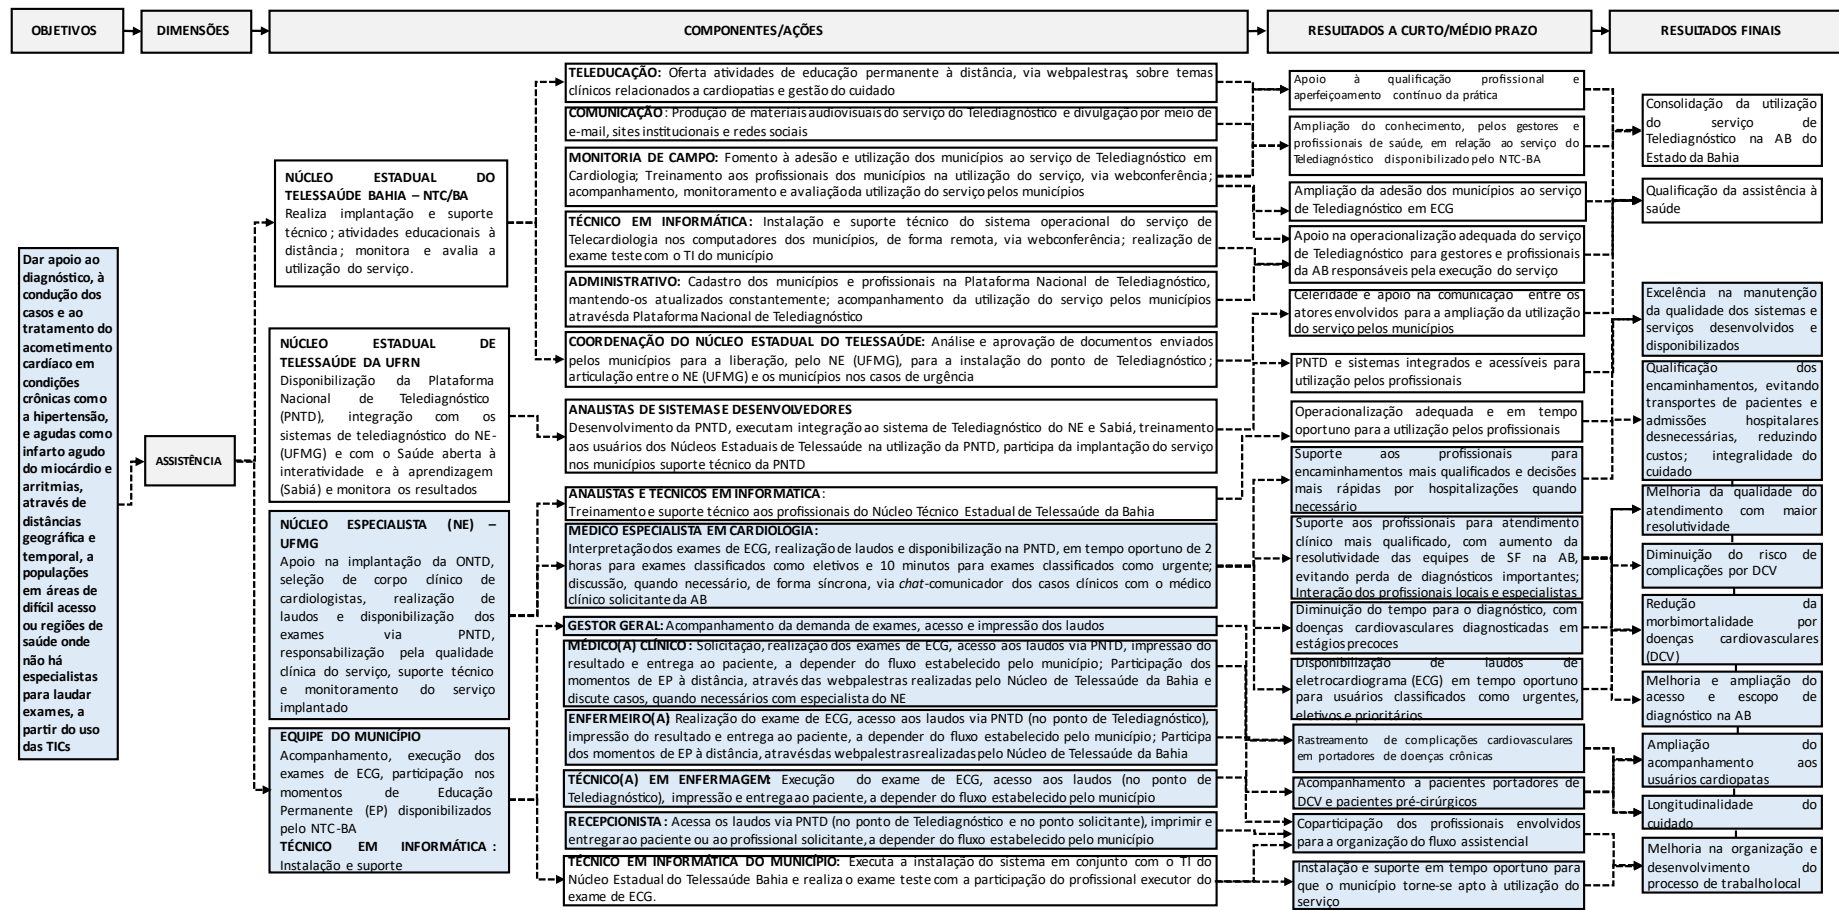 OBJETIVOS
DIMENSÕES
COMPONENTES/AÇÕES
RESULTADOS A CURTO/MÉDIO PRAZO
RESULTADOS FINAIS
Dar apoio ao
diagnóstico, à
condução dos
casos e ao
tratamento do
acometimento
cardíaco em
condições
crônicas como
a hipertensão,
e agudas como
infarto agudo
do miocárdio e
arritmias,
através de
distâncias
geográfica e
temporal, a
populações
em áreas de
difícil acesso
ou regiões de
saúde onde
não há
especialistas
para laudar
exames, a
partir do uso
das TICs
ASSISTÊNCIA
NÚCLEO ESTADUAL DO
TELESSAÚDE BAHIA – NTC/BA
Realiza implantação e suporte
técnico; atividades educacionais à
distância; monitora e avalia a
utilização do serviço.
NÚCLEO ESTADUAL DE
TELESSAÚDE DA UFRN
Disponibilização da Plataforma
Nacional de Telediagnóstico
(PNTD), integração com os
sistemas de telediagnóstico do NE-
(UFMG) e com o Saúde aberta à
interatividade e à aprendizagem
(Sabiá) e monitora os resultados
NÚCLEO ESPECIALISTA (NE) –
UFMG
Apoio na implantação da ONTD,
seleção de corpo clínico de
cardiologistas, realização de
laudos e disponibilização dos
exames via PNTD,
responsabilização pela qualidade
clínica do serviço, suporte técnico
e monitoramento do serviço
implantado
EQUIPE DO MUNICÍPIO
Acompanhamento, execução dos
exames de ECG, participação nos
momentos de Educação
Permanente (EP) disponibilizados
pelo NTC-BA
TÉCNICO EM INFORMÁTICA :
Instalação e suporte
TELEDUCAÇÃO: Oferta atividades de educação permanente à distância, via webpalestras, sobre temas
clínicos relacionados a cardiopatias e gestão do cuidado
COMUNICAÇÃO : Produção de materiais audiovisuais do serviço do Telediagnóstico e divulgação por meio de
e-mail, sites institucionais e redes sociais
MONITORIA DE CAMPO: Fomento à adesão e utilização dos municípios ao serviço de Telediagnóstico em
Cardiologia; Treinamento aos profissionais dos municípios na utilização do serviço, via webconferência;
acompanhamento, monitoramento e avaliação da utilização do serviço pelos municípios
TÉCNICO EM INFORMÁTICA: Instalação e suporte técnico do sistema operacional do serviço de
Telecardiologia nos computadores dos municípios, de forma remota, via webconferência; realização de
exame teste com o TI do município
ADMINISTRATIVO: Cadastro dos municípios e profissionais na Plataforma Nacional de Telediagnóstico,
mantendo-os atualizados constantemente; acompanhamento da utilização do serviço pelos municípios
através da Plataforma Nacional de Telediagnóstico
COORDENAÇÃO DO NÚCLEO ESTADUAL DO TELESSAÚDE: Análise e aprovação de documentos enviados
pelos municípios para a liberação, pelo NE (UFMG), para a instalação do ponto de Telediagnóstico;
articulação entre o NE (UFMG) e os municípios nos casos de urgência
ANALISTAS DE SISTEMAS E DESENVOLVEDORES
Desenvolvimento da PNTD, executam integração ao sistema de Telediagnóstico do NE e Sabiá, treinamento
aos usuários dos Núcleos Estaduais de Telessaúde na utilização da PNTD, participa da implantação do serviço
nos municípios suporte técnico da PNTD
ANALISTAS E TECNICOS EM INFORMATICA :
Treinamento e suporte técnico aos profissionais do Núcleo Técnico Estadual de Telessaúde da Bahia
MÉDICO ESPECIALISTA EM CARDIOLOGIA:
Interpretação dos exames de ECG, realização de laudos e disponibilização na PNTD, em tempo oportuno de 2
horas para exames classificados como eletivos e 10 minutos para exames classificados como urgente;
discussão, quando necessário, de forma síncrona, via chat-comunicador dos casos clínicos com o médico
clínico solicitante da AB
GESTOR GERAL: Acompanhamento da demanda de exames, acesso e impressão dos laudos
MÉDICO(A) CLÍNICO : Solicitação, realização dos exames de ECG, acesso aos laudos via PNTD, impressão do
resultado e entrega ao paciente, a depender do fluxo estabelecido pelo município; Participação dos
momentos de EP à distância, através das webpalestras realizadas pelo Núcleo de Telessaúde da Bahia e
discute casos, quando necessários com especialista do NE
ENFERMEIRO(A) Realização do exame de ECG, acesso aos laudos via PNTD (no ponto de Telediagnóstico),
impressão do resultado e entrega ao paciente, a depender do fluxo estabelecido pelo município; Participa
dos momentos de EP à distância, através das webpalestras realizadas pelo Núcleo de Telessaúde da Bahia
TÉCNICO(A) EM ENFERMAGEM: Execução do exame de ECG, acesso aos laudos (no ponto de
Telediagnóstico), impressão e entrega ao paciente, a depender do fluxo estabelecido pelo município
RECEPCIONISTA : Acessa os laudos via PNTD (no ponto de Telediagnóstico e no ponto solicitante), imprimir e
entregar ao paciente ou ao profissional solicitante, a depender do fluxo estabelecido pelo município
TÉCNICO EM INFORMÁTICA DO MUNICÍPIO: Executa a instalação do sistema em conjunto com o TI do
Núcleo Estadual do Telessaúde Bahia e realiza o exame teste com a participação do profissional executor do
exame de ECG.
Apoio à qualificação profissional e
aperfeiçoamento contínuo da prática
Ampliação do conhecimento, pelos gestores e
profissionais de saúde, em relação ao serviço do
Telediagnóstico disponibilizado pelo NTC-BA
Ampliação da adesão dos municípios ao serviço
de Telediagnóstico em ECG
Apoio na operacionalização adequada do serviço
de Telediagnóstico para gestores e profissionais
da AB responsáveis pela execução do serviço
Celeridade e apoio na comunicação entre os
atores envolvidos para a ampliação da utilização
do serviço pelos municípios
PNTD e sistemas integrados e acessíveis para
utilização pelos profissionais
Operacionalização adequada e em tempo
oportuno para a utilização pelos profissionais
Suporte aos profissionais para
encaminhamentos mais qualificados e decisões
mais rápidas por hospitalizações quando
necessário
Suporte aos profissionais para atendimento
clínico mais qualificado, com aumento da
resolutividade das equipes de SF na AB,
evitando perda de diagnósticos importantes;
Interação dos profissionais locais e especialistas
Diminuição do tempo para o diagnóstico, com
doenças cardiovasculares diagnosticadas em
estágios precoces
Disponibilização de laudos de
eletrocardiograma (ECG) em tempo oportuno
para usuários classificados como urgentes,
eletivos e prioritários
Rastreamento de complicações cardiovasculares
em portadores de doenças crônicas
Acompanhamento a pacientes portadores de
DCV e pacientes pré-cirúrgicos
Coparticipação dos profissionais envolvidos
para a organização do fluxo assistencial
Instalação e suporte em tempo oportuno para
que o município torne-se apto à utilização do
serviço
Consolidação da utilização
do serviço de
Telediagnóstico na AB do
Estado da Bahia
Qualificação da assistência à
saúde
Excelência na manutenção
da qualidade dos sistemas e
serviços desenvolvidos e
disponibilizados
Qualificação dos
encaminhamentos, evitando
transportes de pacientes e
admissões hospitalares
desnecessárias, reduzindo
custos; integralidade do
cuidado
Melhoria da qualidade do
atendimento com maior
resolutividade
Diminuição do risco de
complicações por DCV
Redução da
morbimortalidade por
doenças cardiovasculares
(DCV)
Melhoria e ampliação do
acesso e escopo de
diagnóstico na AB
Ampliação do
acompanhamento aos
usuários cardiopatas
Longitudinalidade do
cuidado
Melhoria na organização e
desenvolvimento do
processo de trabalho local